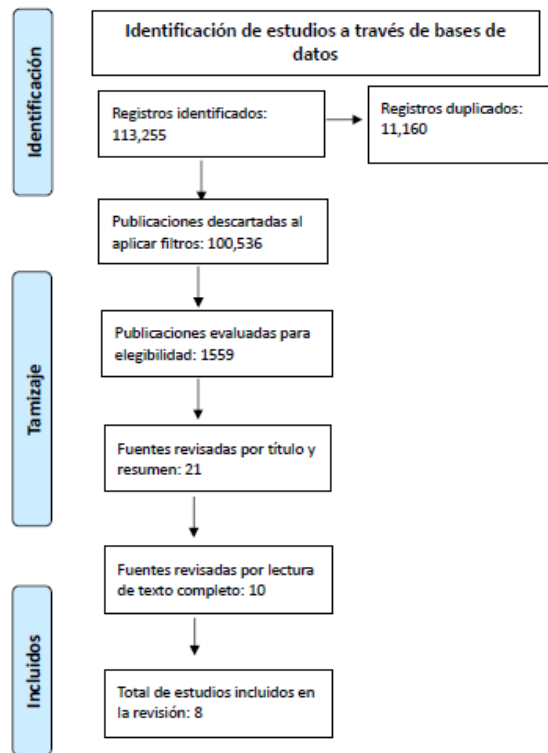 Identificación de estudios a través de bases de
datos
Identificación
Registros identificados:
113,255
Registros duplicados:
11,160
Publicaciones descartadas al
aplicar filtros: 100,536
Tamizaje
Publicaciones evaluadas para
elegibilidad: 1559
Fuentes revisadas por título y
resumen: 21
Fuentes revisadas por lectura
de texto completo: 10
Incluidos
Total de estudios incluidos en
la revisión: 8